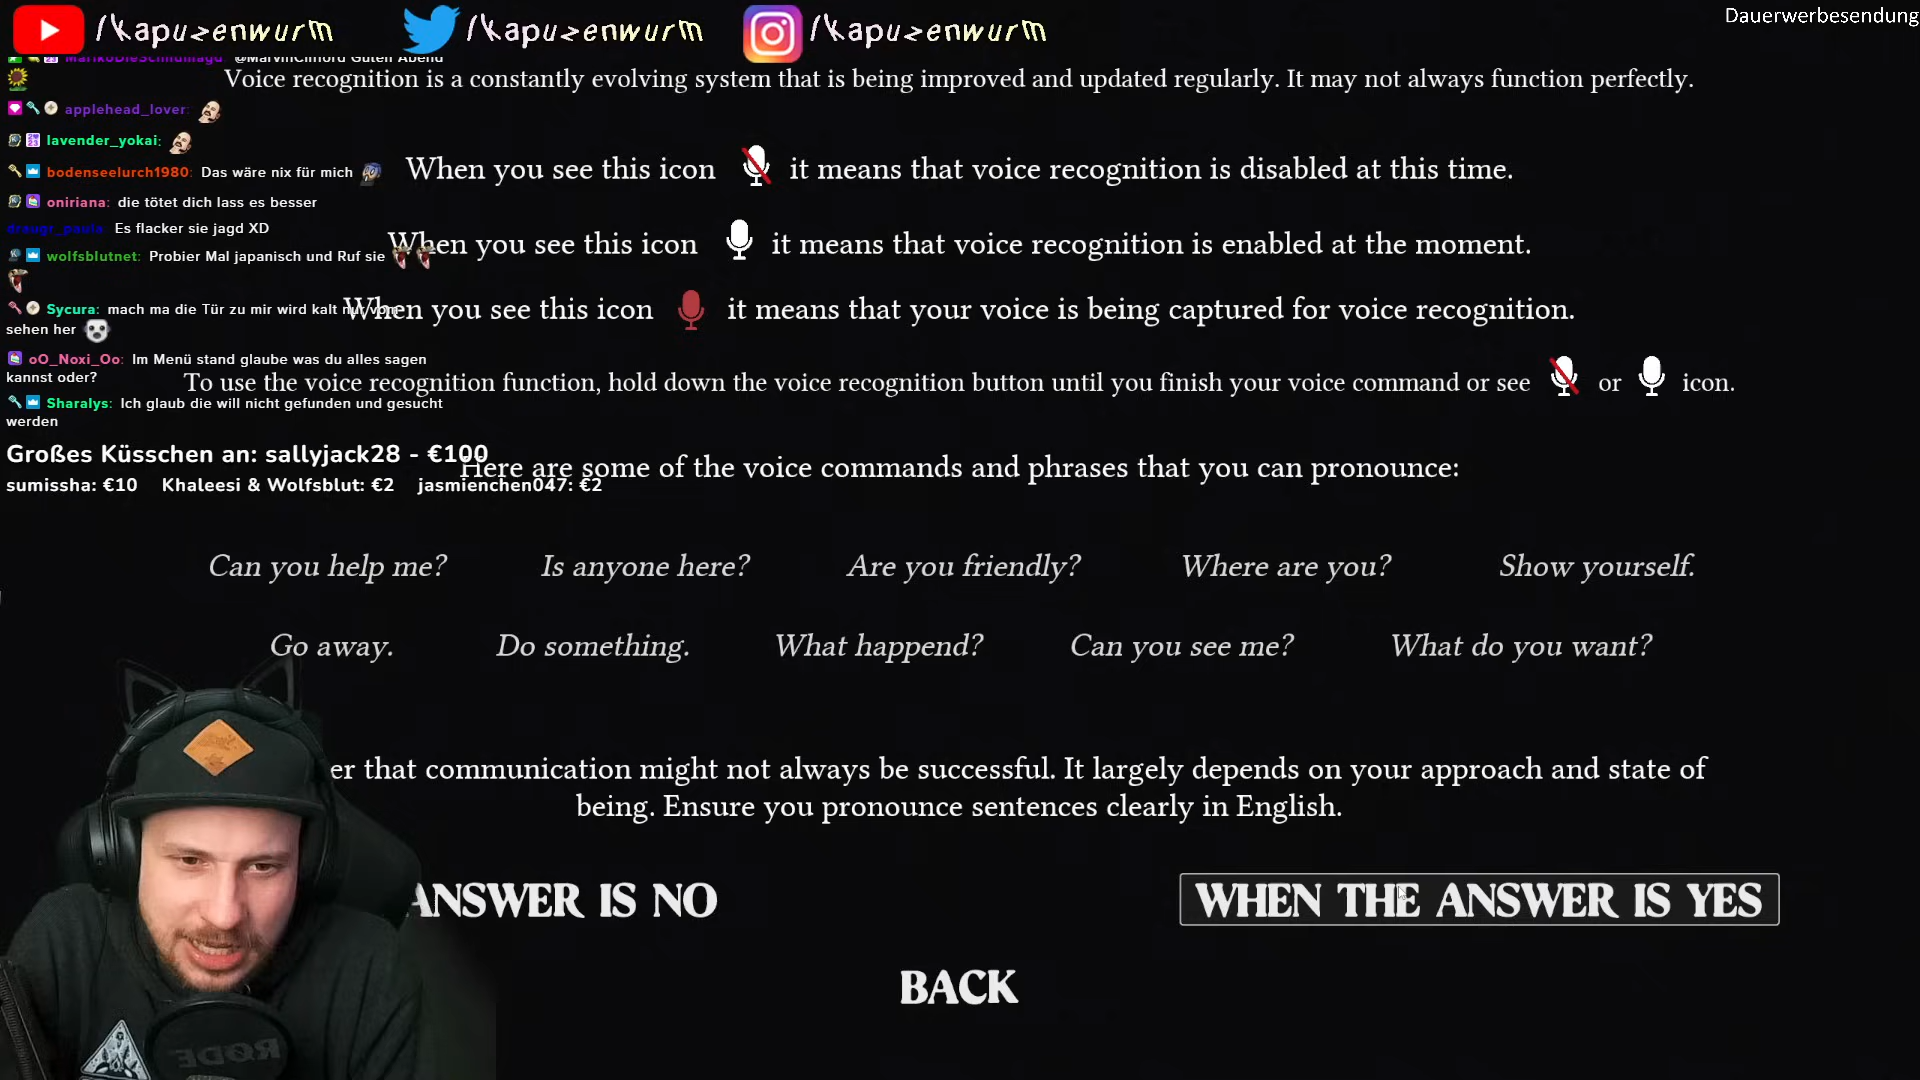 /kapuzenwurm /kapuzenwurm /kapuzenwurm Dauerwerbesendung
MarikoDieSchmuhagd: @MarvinClifford Guten Abend
Voice recognition is a constantly evolving system that is being improved and updated regularly. It may not always function perfectly.
applehead_lover:
lavender_yokai:
bodenseelurch1980: Das wäre nix für mich
oniriana: die tötet dich lass es besser
draugr_paula: Es flacker sie jagd XD
wolfsblutnet: Probier Mal japanisch und Ruf sie
Sycura: mach ma die Tür zu mir wird kalt nur vom
sehen her
oO_Noxi_Oo: Im Menü stand glaube was du alles sagen
kannst oder?
Sharalys: Ich glaub die will nicht gefunden und gesucht
werden
When you see this icon it means that voice recognition is disabled at this time.
When you see this icon it means that voice recognition is enabled at the moment.
When you see this icon it means that your voice is being captured for voice recognition.
To use the voice recognition function, hold down the voice recognition button until you finish your voice command or see or icon.
Großes Küsschen an: sallyjack28 - €100
sumissha: €10 Khaleesi & Wolfsblut: €2 jasmienchen047: €2
Here are some of the voice commands and phrases that you can pronounce:
Can you help me? Is anyone here? Are you friendly? Where are you? Show yourself.
Go away. Do something. What happend? Can you see me? What do you want?
er that communication might not always be successful. It largely depends on your approach and state of
being. Ensure you pronounce sentences clearly in English.
ANSWER IS NO WHEN THE ANSWER IS YES
BACK
RØDE